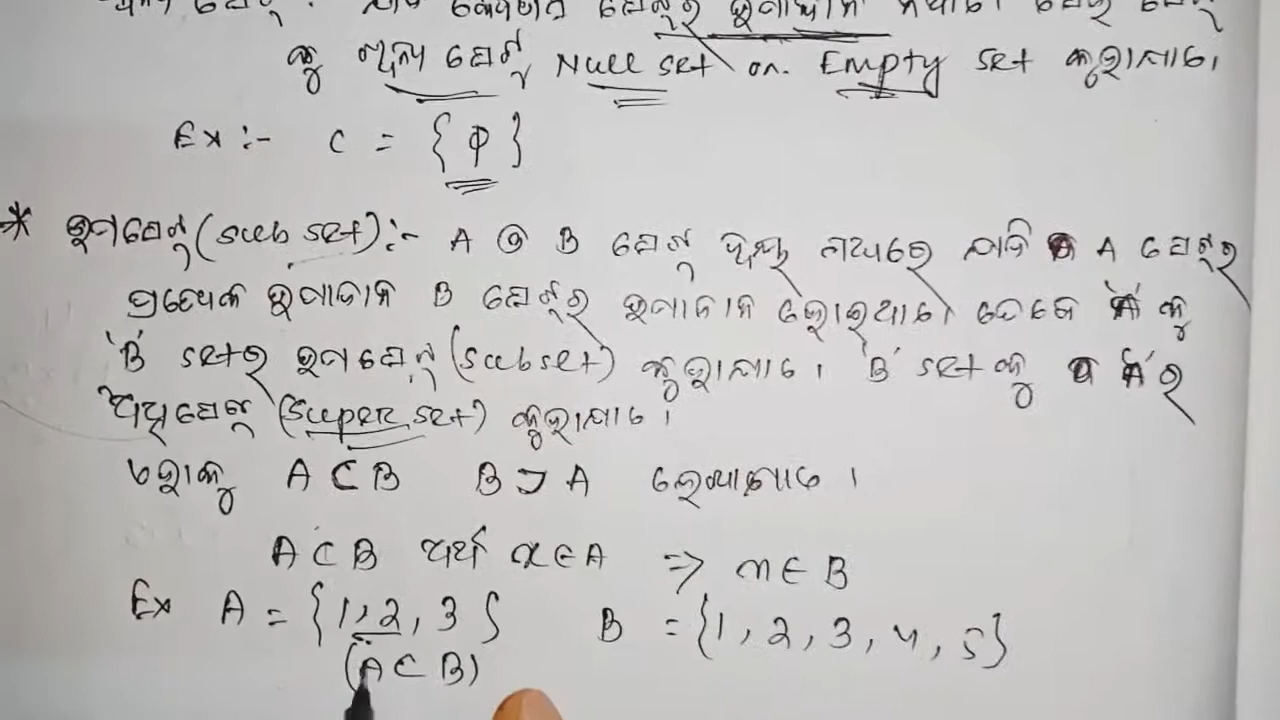 କୁ ଶୂନ୍ୟ ସେଟ୍ Null set or. Empty set କୁହାଯାଏ।
Ex :- C = { φ }
* ଉପସେଟ୍ (Sub set) :- A ଓ B ସେଟ୍ ଦ୍ୱୟ ମଧ୍ୟରେ ଯଦି A ସେଟ୍‌ର
ପ୍ରତ୍ୟେକ ଉପାଦାନ B ସେଟ୍‌ର ଉପାଦାନ ହୋଇଥାଏ। ତେବେ 'A' କୁ
'B' setର ଉପସେଟ୍ (Subset) କୁହାଯାଏ। 'B' set କୁ 'A' ର
ଅଧିସେଟ୍ (Super set) କୁହାଯାଏ।
ଏହାକୁ A ⊂ B B ⊃ A ଲେଖାଯାଏ।
A ⊂ B ଅର୍ଥ x ∈ A ⇒ x ∈ B
Ex A = {1, 2, 3} B = {1, 2, 3, 4, 5}
(A ⊂ B)